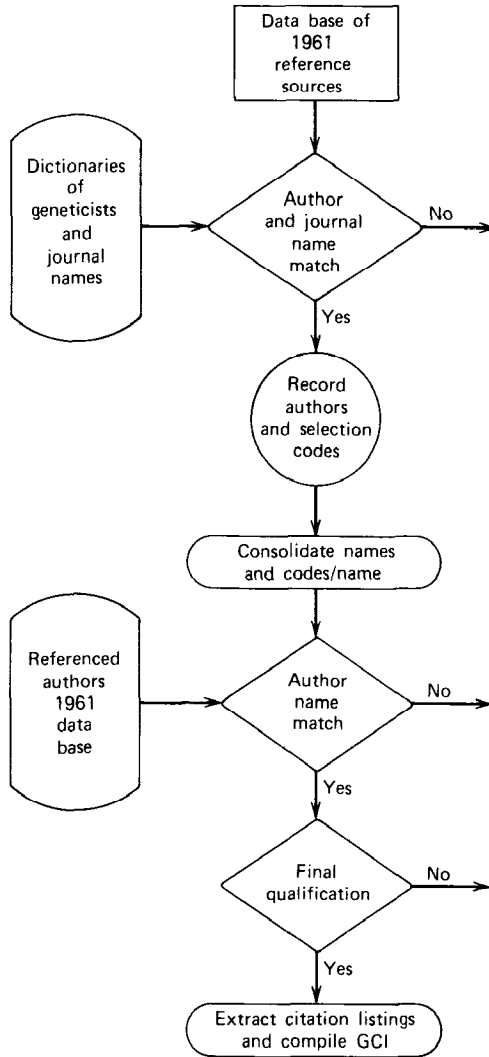 Data base of
1961
reference
sources
Dictionaries
of
geneticists
and
journal
names
Author
and journal
name
match
No
Yes
Record
authors
and selection
codes
Consolidate names
and codes/name
Referenced
authors
1961
data
base
Author
name
match
No
Yes
Final
qualification
No
Yes
Extract citation listings
and compile GCI